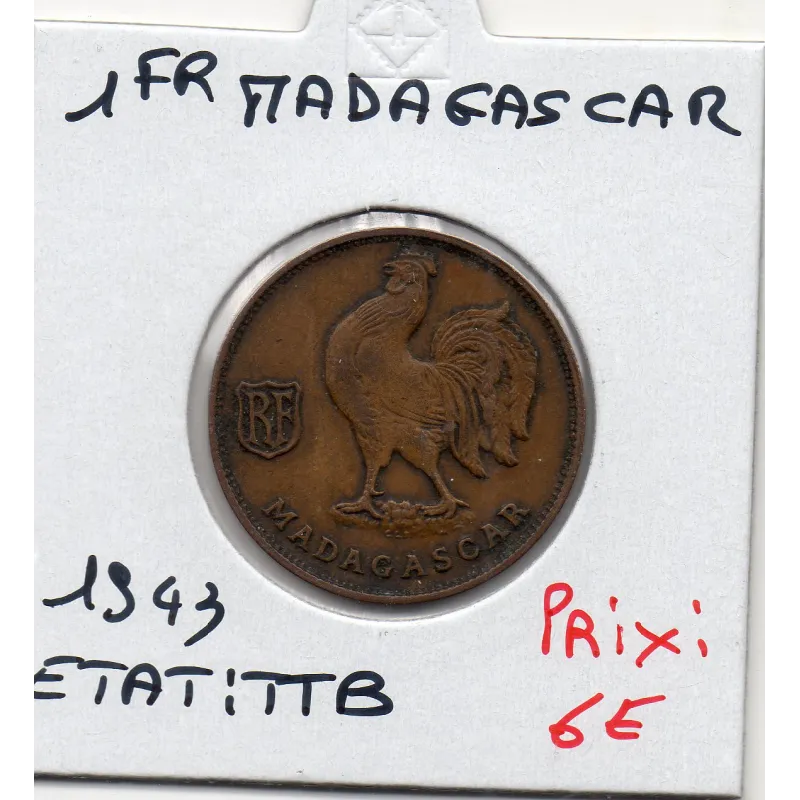 1FR MADAGASCAR
RF
MADAGASCAR
1943
ETAT:TTB
PRIX:
6E